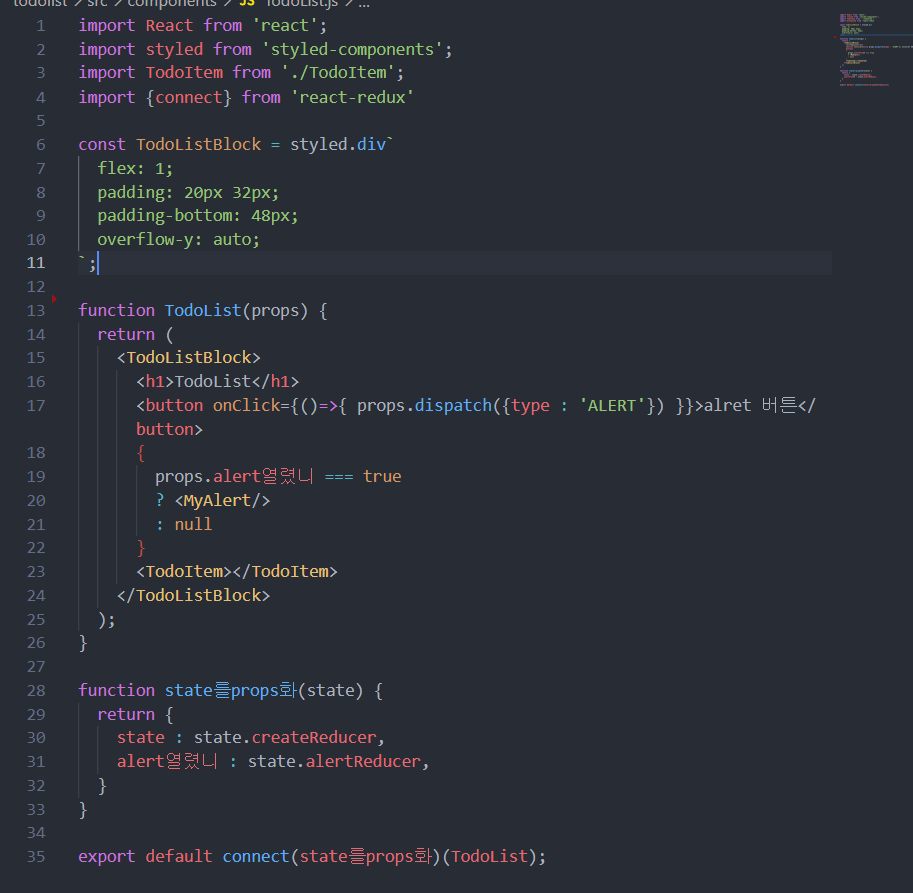 todolist > src > components > JS TodoList.js > ...
1 import React from 'react';
2 import styled from 'styled-components';
3 import TodoItem from './TodoItem';
4 import {connect} from 'react-redux'
5
6 const TodoListBlock = styled.div`
7 flex: 1;
8 padding: 20px 32px;
9 padding-bottom: 48px;
10 overflow-y: auto;
11 `;
12
13 function TodoList(props) {
14 return (
15 <TodoListBlock>
16 <h1>TodoList</h1>
17 <button onClick={()=>{ props.dispatch({type : 'ALERT'}) }}>alret 버튼</
button>
18 {
19 props.alert열렸니 === true
20 ? <MyAlert/>
21 : null
22 }
23 <TodoItem></TodoItem>
24 </TodoListBlock>
25 );
26 }
27
28 function state를props화(state) {
29 return {
30 state : state.createReducer,
31 alert열렸니 : state.alertReducer,
32 }
33 }
34
35 export default connect(state를props화)(TodoList);